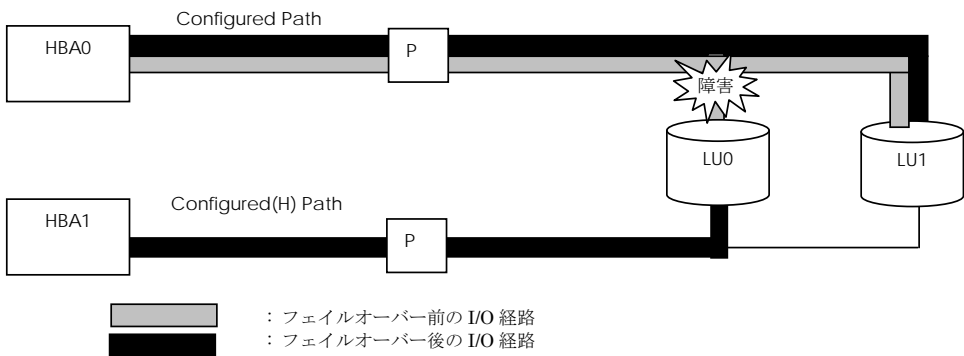 Configured Path
HBA0
P
障害
LU0
LU1
Configured(H) Path
HBA1
P
：フェイルオーバー前の I/O 経路
：フェイルオーバー後の I/O 経路